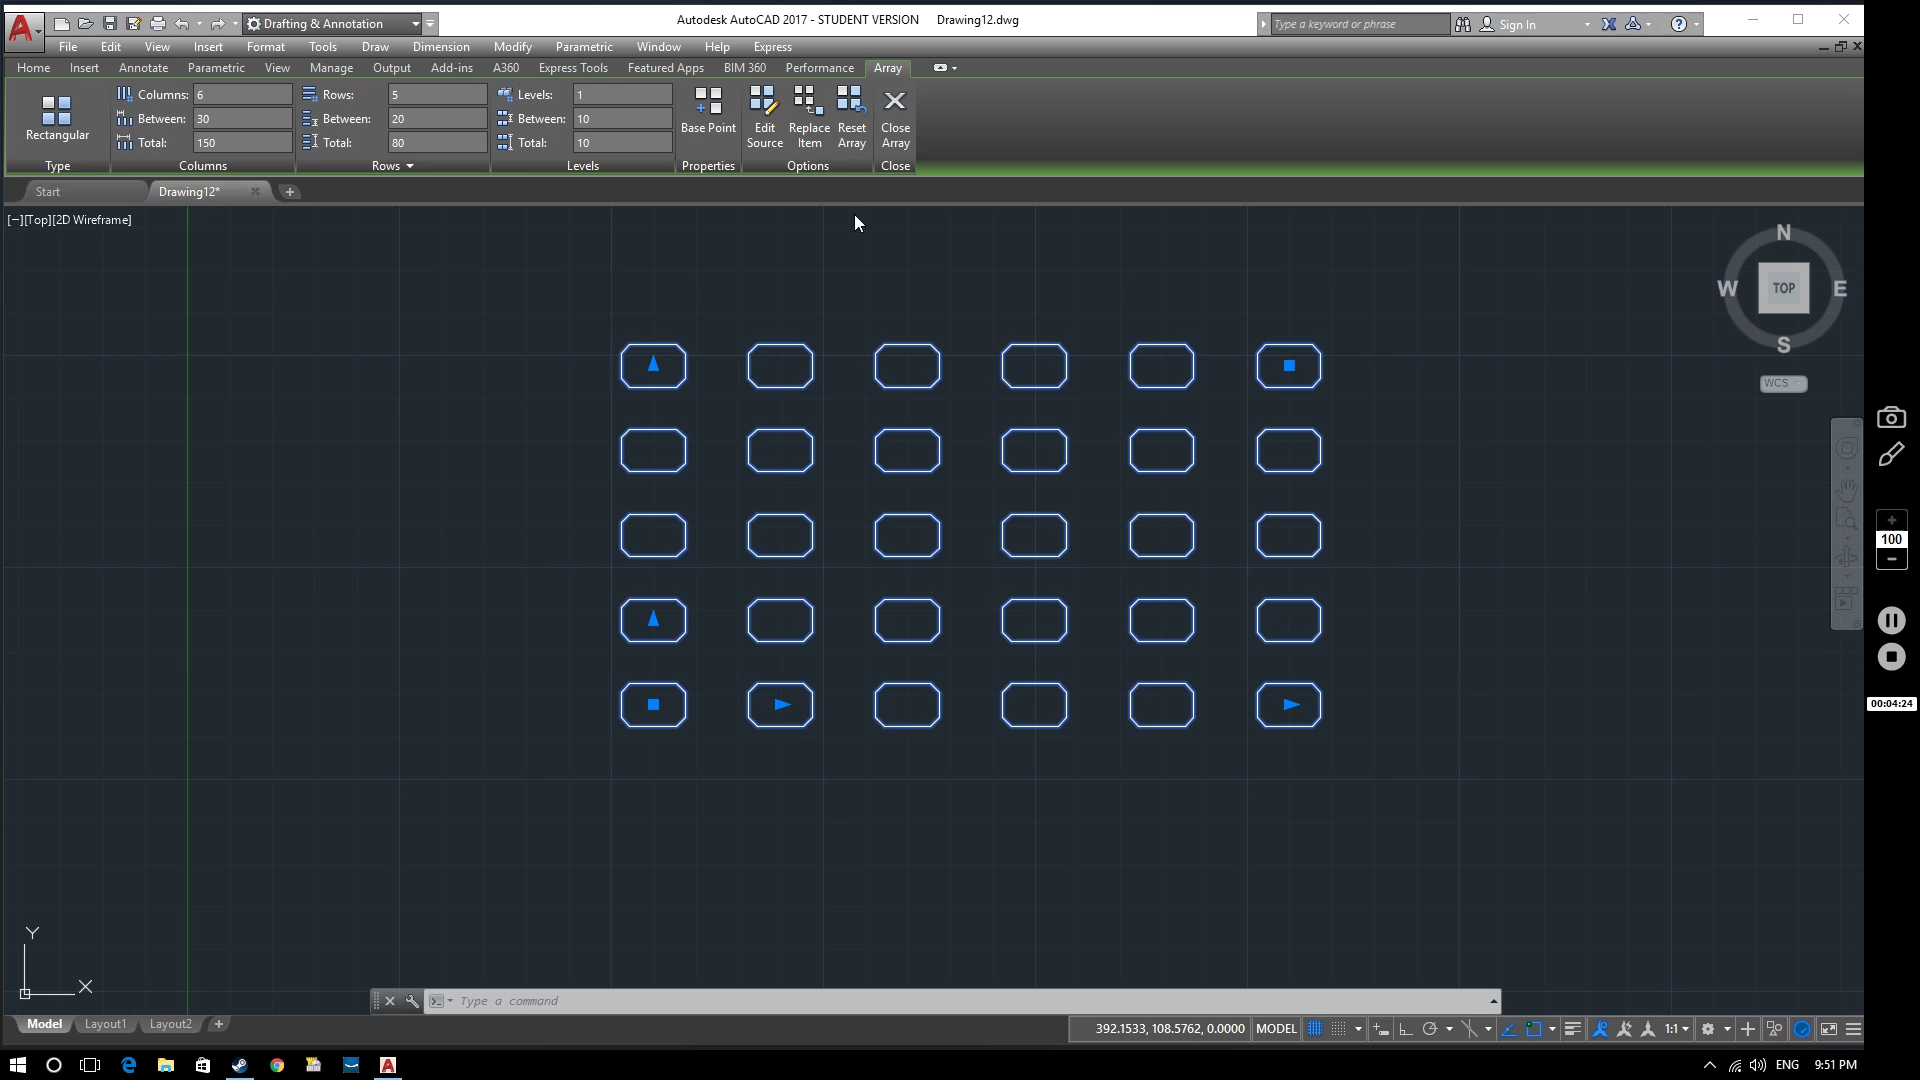 Drafting & Annotation
Autodesk AutoCAD 2017 - STUDENT VERSION Drawing12.dwg
Type a keyword or phrase
Sign In
File Edit View Insert Format Tools Draw Dimension Modify Parametric Window Help Express
Home Insert Annotate Parametric View Manage Output Add-ins A360 Express Tools Featured Apps BIM 360 Performance Array
Columns: 6 Rows: 5 Levels: 1
Between: 30 Between: 20 Between: 10
Total: 150 Total: 80 Total: 10
Rectangular
Base Point
Edit Source
Replace Item
Reset Array
Close Array
Type Columns Rows Levels Properties Options Close
Start Drawing12*
[−][Top][2D Wireframe]
N
W TOP E
S
WCS
100
00:04:24
Y
X
Type a command
Model Layout1 Layout2
392.1533, 108.5762, 0.0000 MODEL 1:1
ENG 9:51 PM